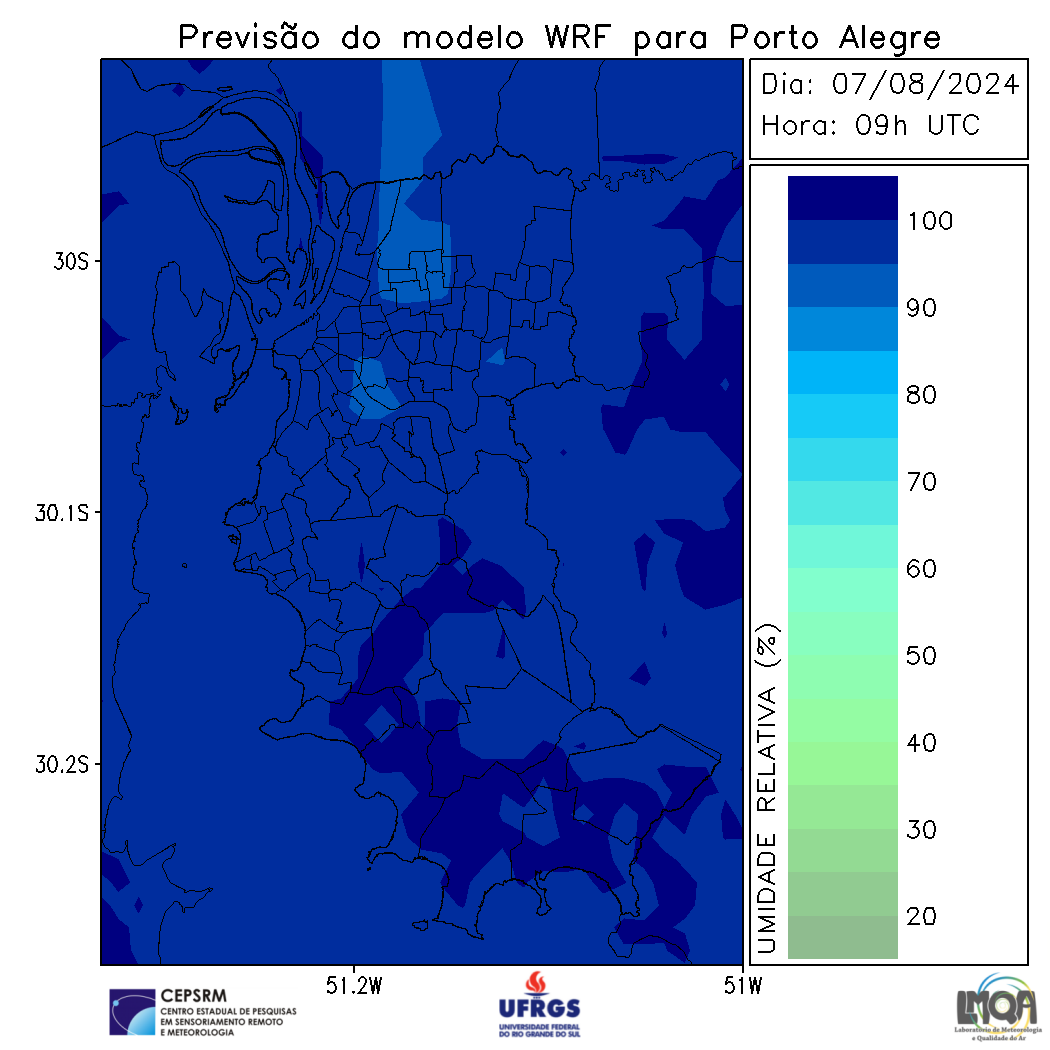 Previsão do modelo WRF para Porto Alegre
Dia: 07/08/2024
Hora: 09h UTC
100
90
80
70
60
50
40
30
20
UMIDADE RELATIVA (%)
30S
30.1S
30.2S
51.2W
51W
CEPSRM
CENTRO ESTADUAL DE PESQUISAS
EM SENSORIAMENTO REMOTO
E METEOROLOGIA
UFRGS
UNIVERSIDADE FEDERAL
DO RIO GRANDE DO SUL
LMQA
Laboratório de Meteorologia
e Qualidade do Ar